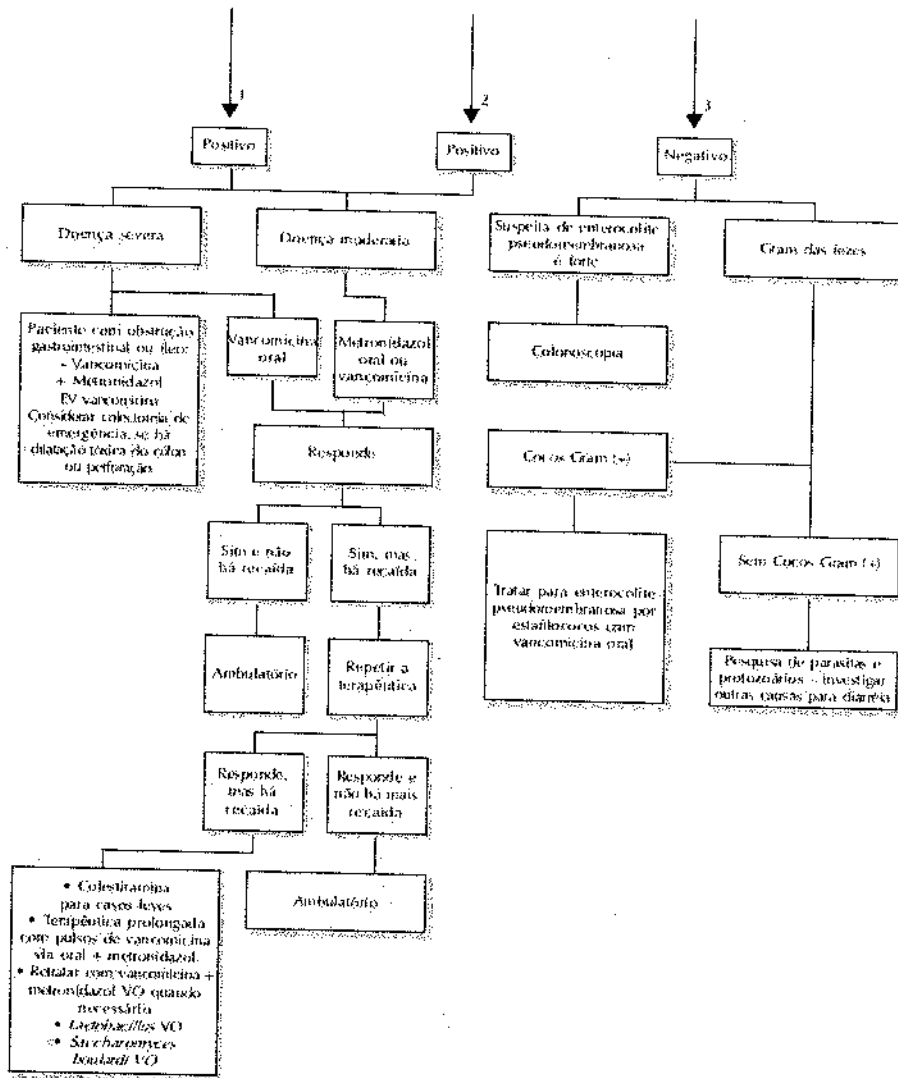 1
2
3
Positivo
Positivo
Negativo
Doença severa
Doença moderada
Suspeita de enterocolite
pseudomembranosa
é forte
Gram das fezes
Paciente com obstrução
gastrointestinal ou íleo:
- Vancomicina
+ Metronidazol
EV
Considerar colectomia de
emergência, se há
dilatação tóxica do cólon
ou perfuração
Vancomicina
oral
Metronidazol
oral ou
vancomicina
Colonoscopia
Responde
Cocos Gram (+)
Sim e não
há recaída
Sim, mas
há recaída
Sem Cocos Gram (+)
Tratar para enterocolite
pseudomembranosa por
estafilococos com
vancomicina oral
Ambulatório
Repetir a
terapêutica
Pesquisa de parasitas e
protozoários - investigar
outras causas para diarréia
Responde,
mas há
recaída
Responde e
não há mais
recaída
• Colestiramina
para casos leves
• Terapêutica prolongada
com pulsos de vancomicina
via oral + metronidazol.
• Retratar com vancomicina +
metronidazol VO quando
necessário
• Lactobacillus VO
• Saccharomyces
boulardi VO
Ambulatório